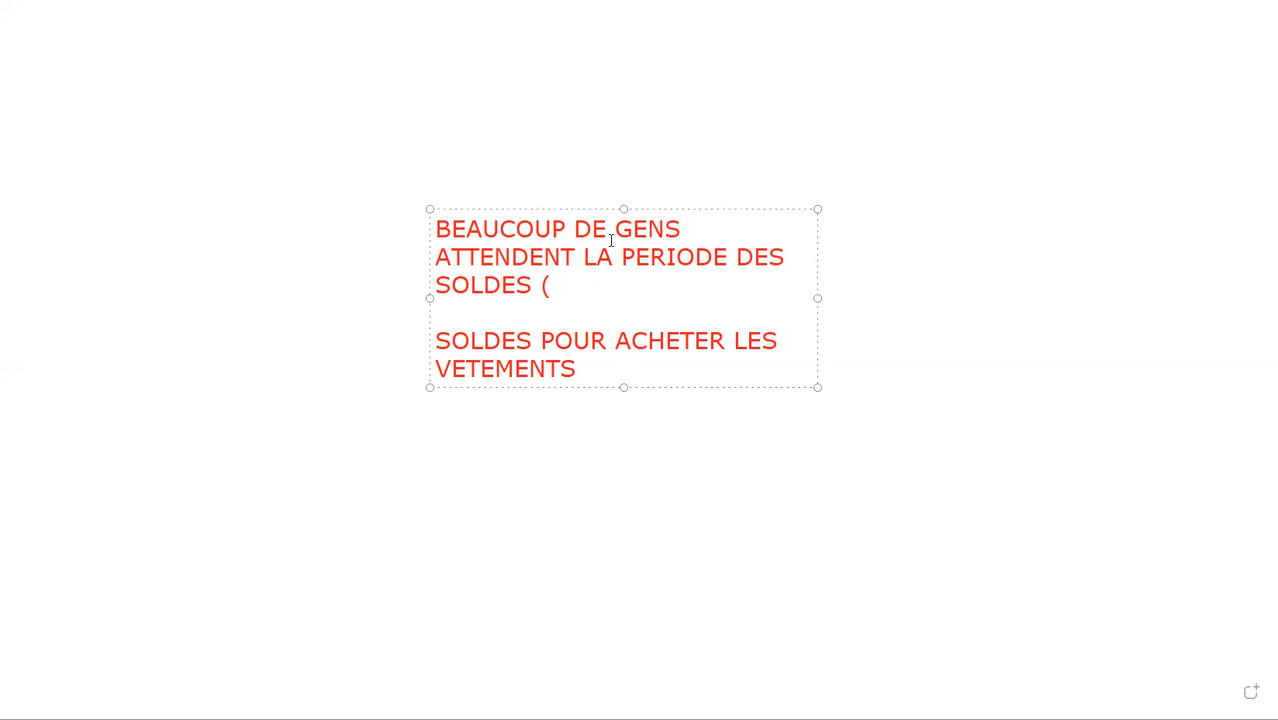 BEAUCOUP DE GENS
ATTENDENT LA PERIODE DES
SOLDES (
SOLDES POUR ACHETER LES
VETEMENTS